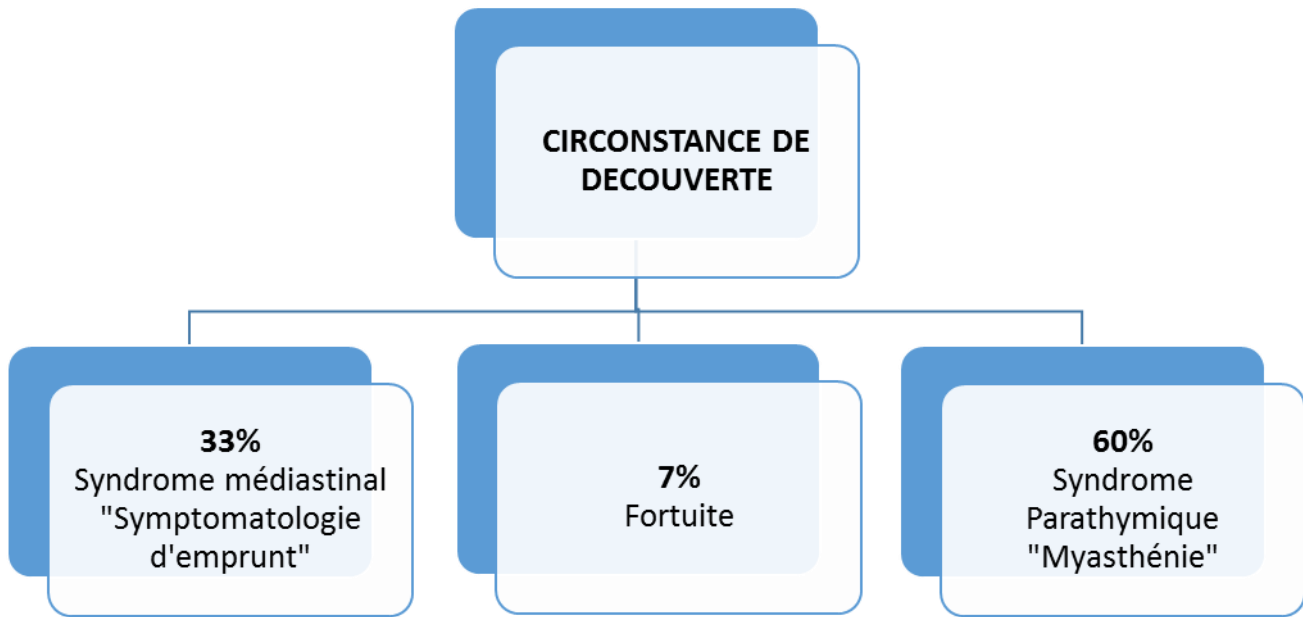 CIRCONSTANCE DE
DECOUVERTE
33%
Syndrome médiastinal
"Symptomatologie
d'emprunt"
7%
Fortuite
60%
Syndrome
Parathymique
"Myasthénie"